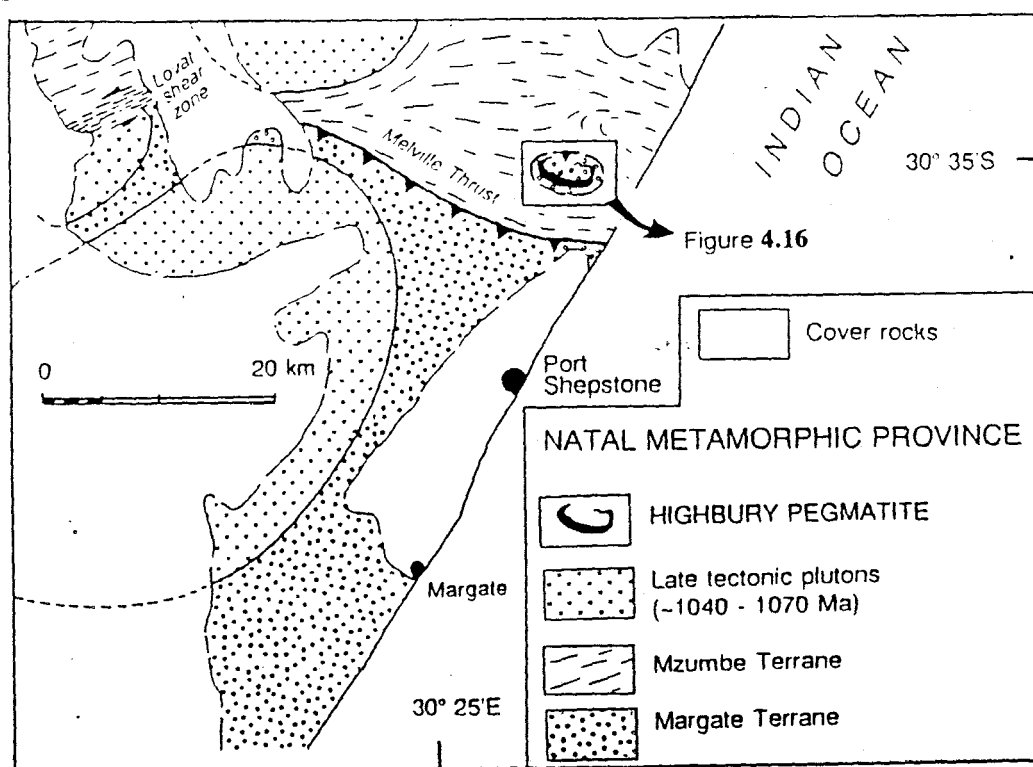 Loval
shear
zone
Melville Thrust
INDIAN
OCEAN
30° 35'S
Figure 4.16
Cover rocks
0
20 km
Port
Shepstone
NATAL METAMORPHIC PROVINCE
HIGHBURY PEGMATITE
Late tectonic plutons
(~1040 - 1070 Ma)
Mzumbe Terrane
Margate Terrane
Margate
30° 25'E